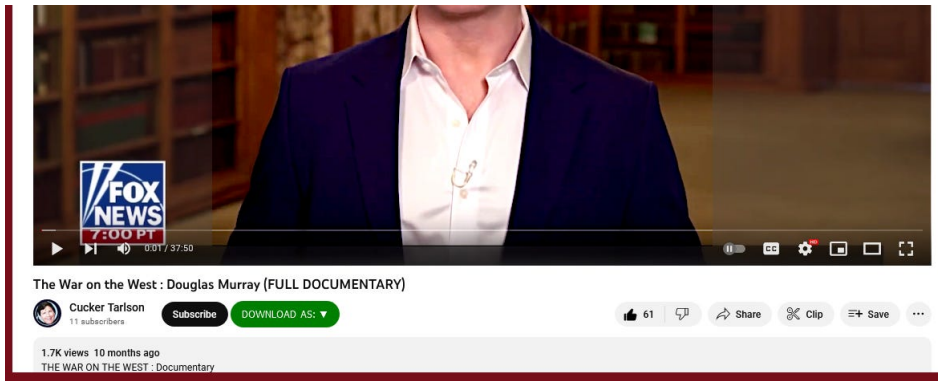 FOX
NEWS
7:00 PT
0:01 / 37:50
CC
HD
The War on the West : Douglas Murray (FULL DOCUMENTARY)
Cucker Tarlson
11 subscribers
Subscribe
DOWNLOAD AS: ▼
61
Share
Clip
Save
1.7K views 10 months ago
THE WAR ON THE WEST : Documentary